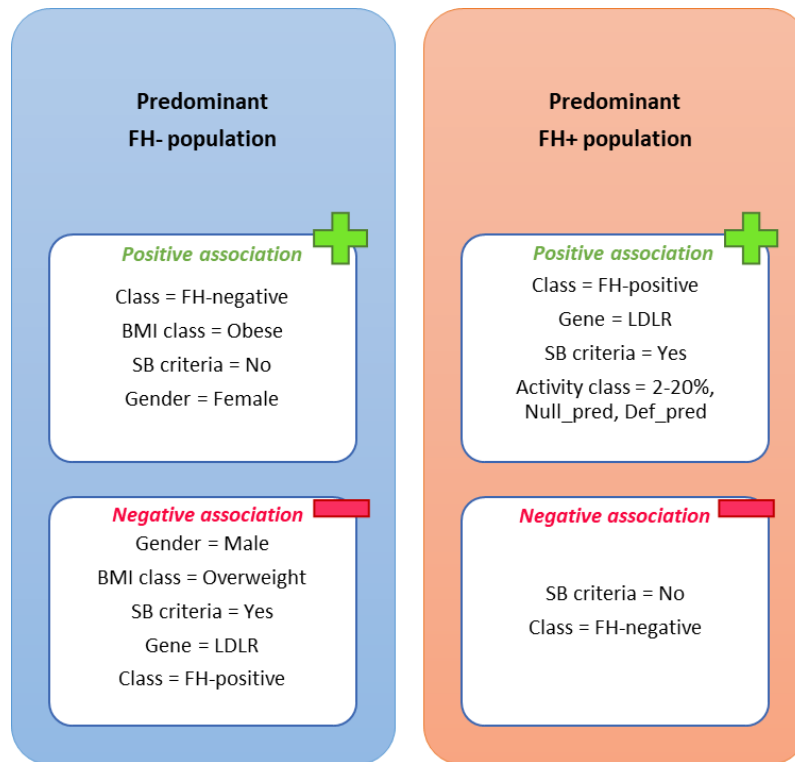 Predominant
FH- population
Positive association
Class = FH-negative
BMI class = Obese
SB criteria = No
Gender = Female
Negative association
Gender = Male
BMI class = Overweight
SB criteria = Yes
Gene = LDLR
Class = FH-positive
Predominant
FH+ population
Positive association
Class = FH-positive
Gene = LDLR
SB criteria = Yes
Activity class = 2-20%,
Null_pred, Def_pred
Negative association
SB criteria = No
Class = FH-negative